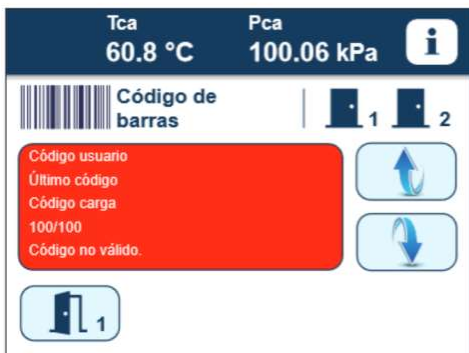 Tca Pca
60.8 °C 100.06 kPa i
Código de
barras
1 2
Código usuario
Último código
Código carga
100/100
Código no válido.
1